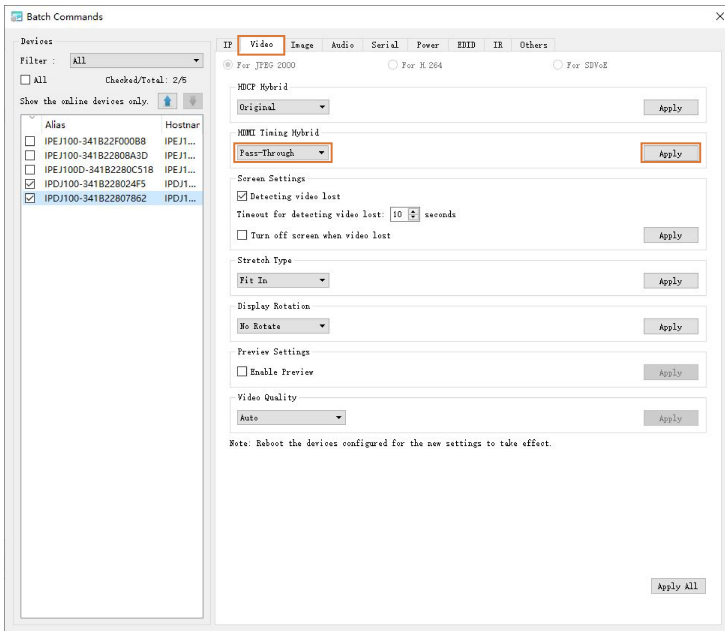 Batch Commands
Devices
Filter : All
All Checked/Total: 2/5
Show the online devices only.
Alias Hostnar
IPEJ100-341B22F000B8 IPEJ1...
IPEJ100-341B22808A3D IPEJ1...
IPEJ100D-341B2280C518 IPEJ1...
IPDJ100-341B228024F5 IPDJ1...
IPDJ100-341B22807862 IPDJ1...
IP Video Image Audio Serial Power EDID IR Others
For JPEG 2000 For H.264 For SDVoE
HDCP Hybrid
Original Apply
HDMI Timing Hybrid
Pass-Through Apply
Screen Settings
Detecting video lost
Timeout for detecting video lost: 10 seconds
Turn off screen when video lost Apply
Stretch Type
Fit In Apply
Display Rotation
No Rotate Apply
Preview Settings
Enable Preview Apply
Video Quality
Auto Apply
Note: Reboot the devices configured for the new settings to take effect.
Apply All